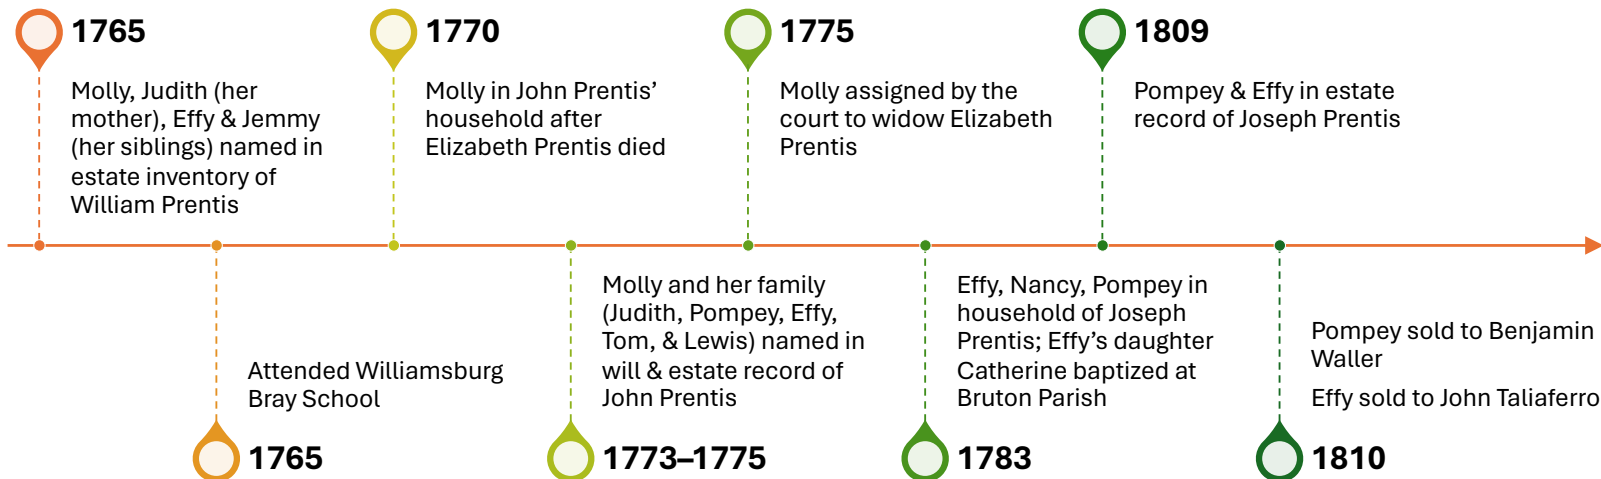 1765
Molly, Judith (her
mother), Effy & Jemmy
(her siblings) named in
estate inventory of
William Prentis
Attended Williamsburg
Bray School
1765
1770
Molly in John Prentis’
household after
Elizabeth Prentis died
Molly and her family
(Judith, Pompey, Effy,
Tom, & Lewis) named in
will & estate record of
John Prentis
1773–1775
1775
Molly assigned by the
court to widow Elizabeth
Prentis
Effy, Nancy, Pompey in
household of Joseph
Prentis; Effy’s daughter
Catherine baptized at
Bruton Parish
1783
1809
Pompey & Effy in estate
record of Joseph Prentis
Pompey sold to Benjamin
Waller
Effy sold to John Taliaferro
1810